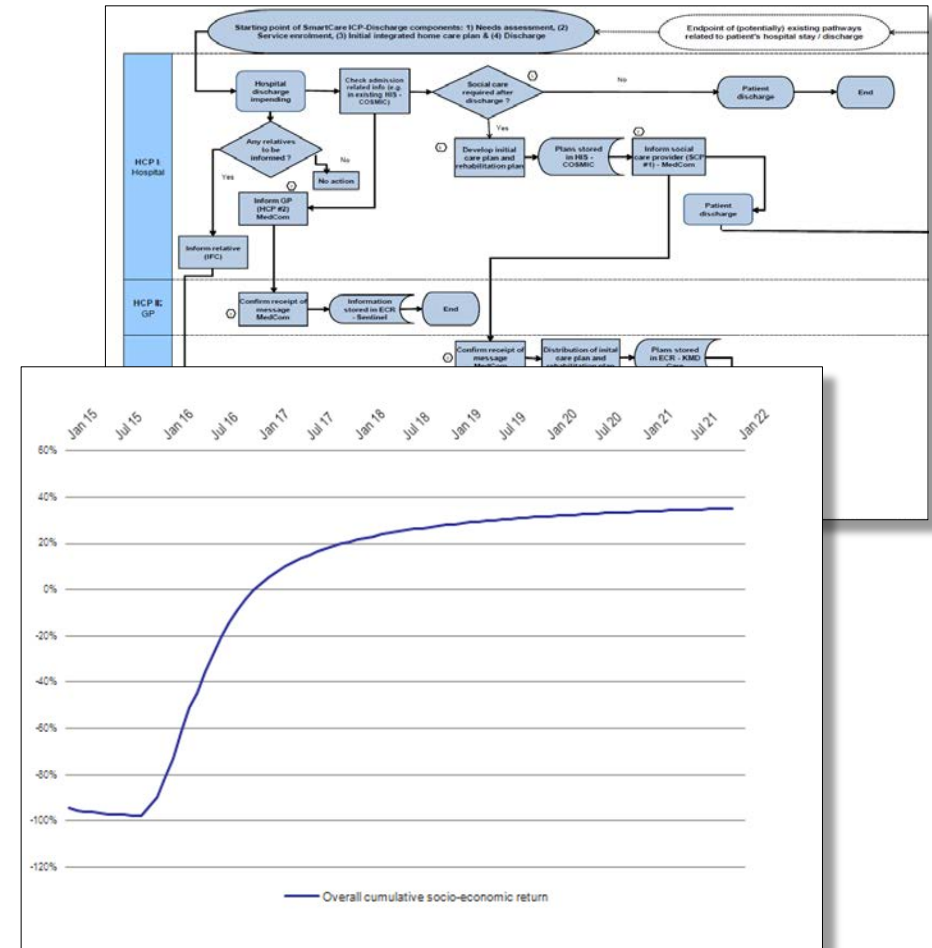 Starting point of SmartCare ICP-Discharge components: 1) Needs assessment, (2)
Service enrolment, (3) Initial integrated home care plan & (4) Discharge
Endpoint of (potentially) existing pathways
related to patient's hospital stay / discharge
HCP I:
Hospital
Hospital
discharge
impending
Check admission
related info (e.g.
in existing HIS -
COSMIC)
Social care
required after
discharge ?
No
Patient
discharge
End
Yes
Any relatives
to be
informed ?
Yes
No
No action
Develop initial
care plan and
rehabilitation plan
Plans stored
in HIS -
COSMIC
Inform social
care provider (SCP
#1) - MedCom
Inform GP
(HCP #2)
MedCom
Patient
discharge
Inform relative
(IFC)
HCP II:
GP
Confirm receipt of
message
MedCom
Information
stored in ECR
- Sentinel
End
Confirm receipt of
message
Distribution of inital
care plan and
Plans stored
in ECR - KMD
Jan 15
Jul 15
Jan 16
Jul 16
Jan 17
Jul 17
Jan 18
Jul 18
Jan 19
Jul 19
Jan 20
Jul 20
Jan 21
Jul 21
Jan 22
60%
40%
20%
0%
-20%
-40%
-60%
-80%
-100%
-120%
Overall cumulative socio-economic return